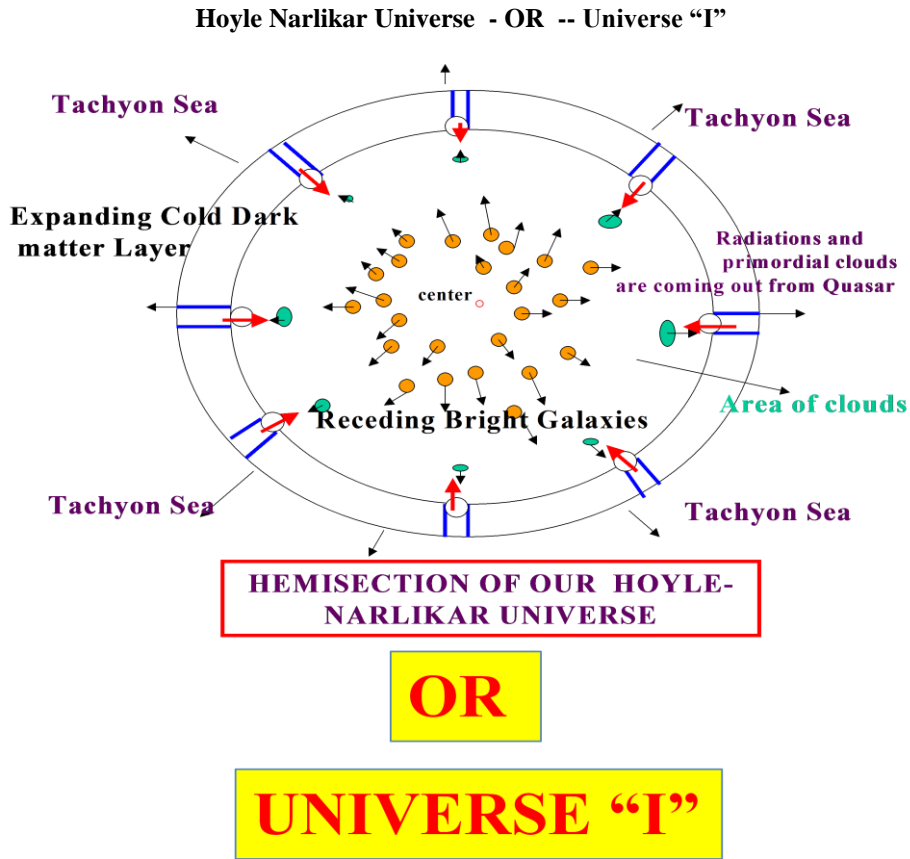 Hoyle Narlikar Universe - OR -- Universe “I”
Tachyon Sea
Tachyon Sea
Expanding Cold Dark
matter Layer
Radiations and
primordial clouds
are coming out from Quasar
center
Area of clouds
Receding Bright Galaxies
Tachyon Sea
Tachyon Sea
HEMISECTION OF OUR HOYLE-
NARLIKAR UNIVERSE
OR
UNIVERSE “I”